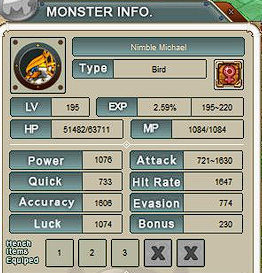 MONSTER INFO.
Nimble Michael
Type Bird
LV 195 EXP 2.59% 195~220
HP 51482/63711 MP 1084/1084
Power 1076 Attack 721~1630
Quick 733 Hit Rate 1647
Accuracy 1606 Evasion 774
Luck 1074 Bonus 230
Hench
Items
Equiped
1 2 3 X X